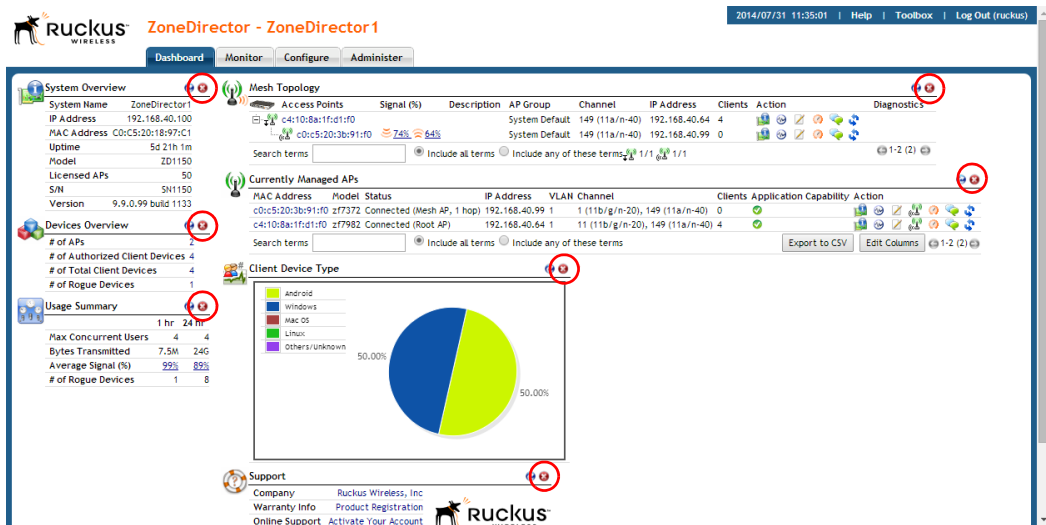 2014/07/31 11:35:01 | Help | Toolbox | Log Out (ruckus)
RUCKUS WIRELESS
ZoneDirector - ZoneDirector1
Dashboard Monitor Configure Administer
System Overview
System Name ZoneDirector1
IP Address 192.168.40.100
MAC Address C0:C5:20:18:97:C1
Uptime 5d 21h 1m
Model ZD1150
Licensed APs 50
S/N SN1150
Version 9.9.0.99 build 1133
Devices Overview
# of APs 2
# of Authorized Client Devices 4
# of Total Client Devices 4
# of Rogue Devices 1
Usage Summary
1 hr 24 hr
Max Concurrent Users 4 4
Bytes Transmitted 7.5M 24G
Average Signal (%) 99% 89%
# of Rogue Devices 1 8
Mesh Topology
Access Points Signal (%) Description AP Group Channel IP Address Clients Action Diagnostics
c4:10:8a:1f:d1:f0 System Default 149 (11a/n-40) 192.168.40.64 4
c0:c5:20:3b:91:f0 74% 64% System Default 149 (11a/n-40) 192.168.40.99 0
Search terms Include all terms Include any of these terms 1/1 1/1 1-2 (2)
Currently Managed APs
MAC Address Model Status IP Address VLAN Channel Clients Application Capability Action
c0:c5:20:3b:91:f0 zf7372 Connected (Mesh AP, 1 hop) 192.168.40.99 1 1 (11b/g/n-20), 149 (11a/n-40) 0
c4:10:8a:1f:d1:f0 zf7982 Connected (Root AP) 192.168.40.64 1 11 (11b/g/n-20), 149 (11a/n-40) 4
Search terms Include all terms Include any of these terms Export to CSV Edit Columns 1-2 (2)
Client Device Type
Android
Windows
Mac OS
Linux
Others/Unknown
50.00%
50.00%
Support
Company Ruckus Wireless, Inc
Warranty Info Product Registration
Online Support Activate Your Account
RUCKUS